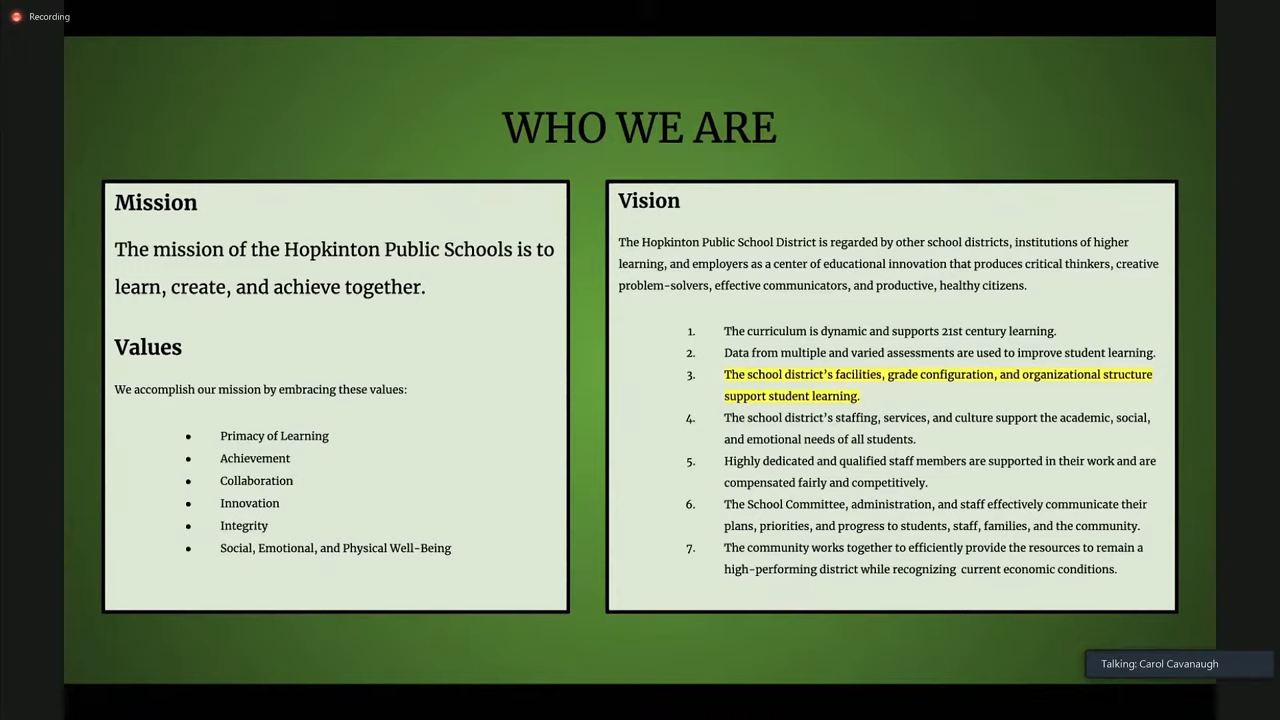 Recording
WHO WE ARE
Mission
The mission of the Hopkinton Public Schools is to
learn, create, and achieve together.
Values
We accomplish our mission by embracing these values:
● Primacy of Learning
● Achievement
● Collaboration
● Innovation
● Integrity
● Social, Emotional, and Physical Well-Being
Vision
The Hopkinton Public School District is regarded by other school districts, institutions of higher
learning, and employers as a center of educational innovation that produces critical thinkers, creative
problem-solvers, effective communicators, and productive, healthy citizens.
1. The curriculum is dynamic and supports 21st century learning.
2. Data from multiple and varied assessments are used to improve student learning.
3. The school district’s facilities, grade configuration, and organizational structure
support student learning.
4. The school district’s staffing, services, and culture support the academic, social,
and emotional needs of all students.
5. Highly dedicated and qualified staff members are supported in their work and are
compensated fairly and competitively.
6. The School Committee, administration, and staff effectively communicate their
plans, priorities, and progress to students, staff, families, and the community.
7. The community works together to efficiently provide the resources to remain a
high-performing district while recognizing current economic conditions.
Talking: Carol Cavanaugh